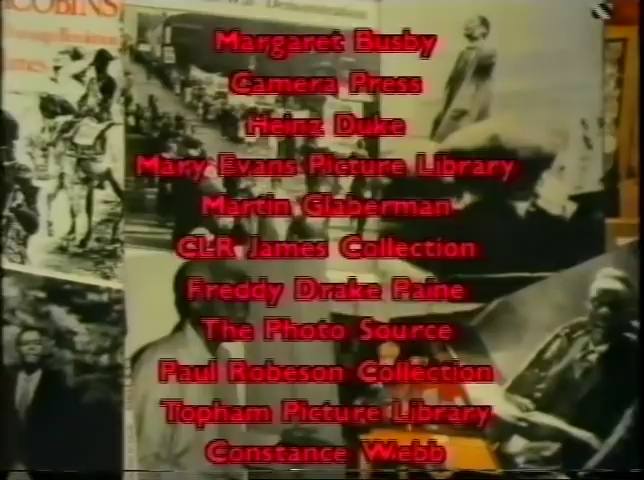 COBINS
Margaret Busby
Camera Press
Heinz Duke
Mary Evans Picture Library
Martin Glaberman
CLR James Collection
Freddy Drake Paine
The Photo Source
Paul Robeson Collection
Topham Picture Library
Constance Webb